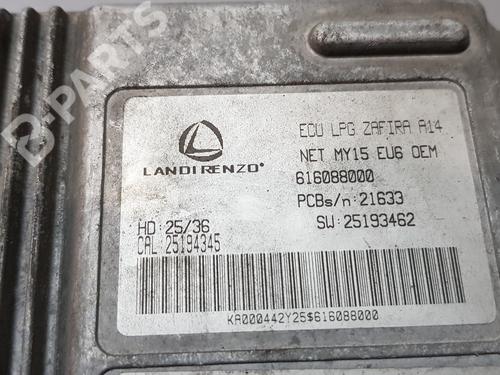 B-PARTS
ECU LPG ZAFIRA A14
NET MY15 EU6 OEM
LANDIRENZO®
616088000
PCBs/n:21633
HD:25/36
SW:25193462
CAL 25194345
KA000442Y25$616088000